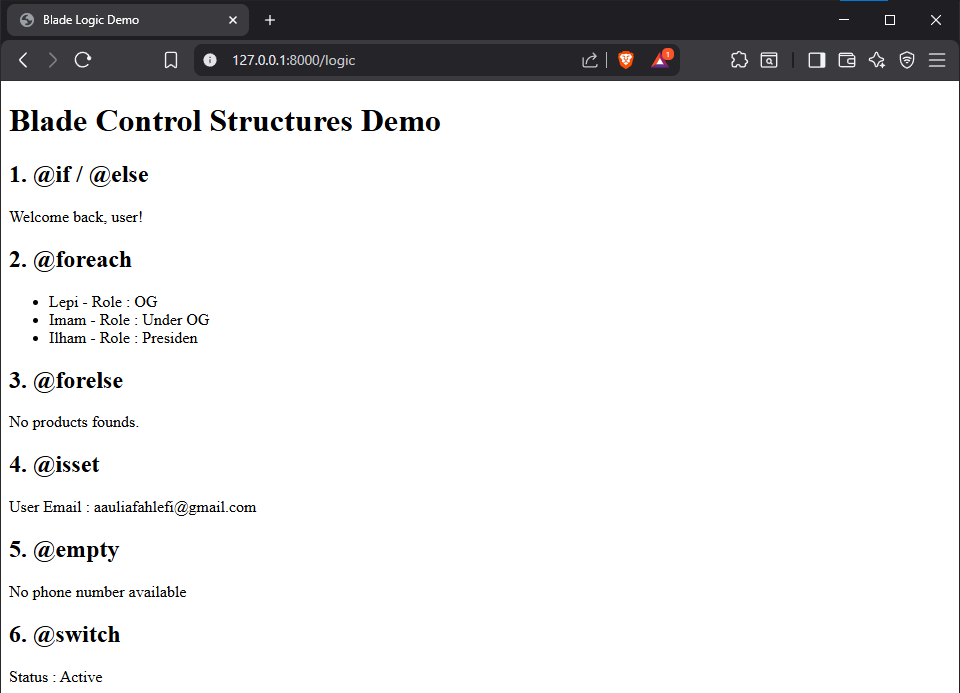 Blade Logic Demo
127.0.0.1:8000/logic
1
Blade Control Structures Demo
1. @if / @else
Welcome back, user!
2. @foreach
• Lepi - Role : OG
• Imam - Role : Under OG
• Ilham - Role : Presiden
3. @forelse
No products founds.
4. @isset
User Email : aauliafahlefi@gmail.com
5. @empty
No phone number available
6. @switch
Status : Active